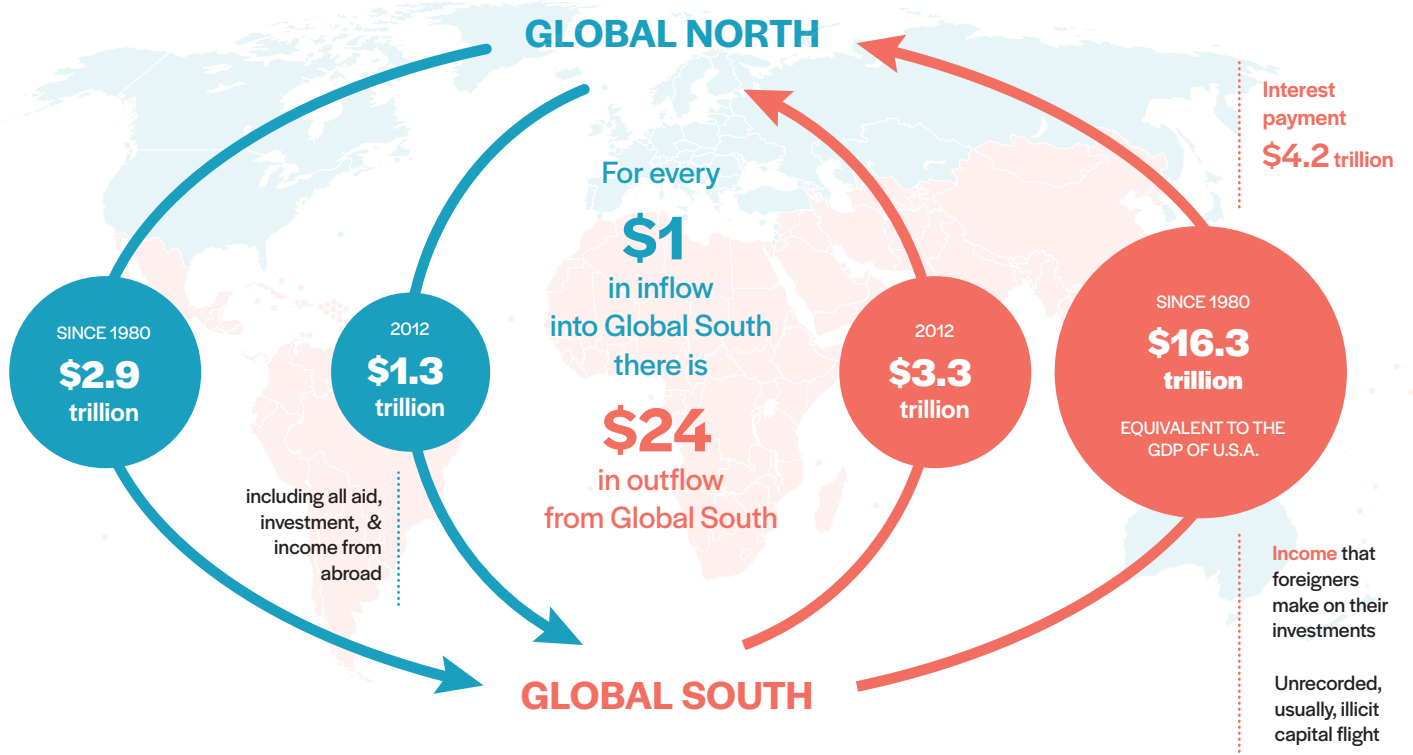 GLOBAL NORTH
SINCE 1980
$2.9
trillion
2012
$1.3
trillion
including all aid,
investment, &
income from
abroad
For every
$1
in inflow
into Global South
there is
$24
in outflow
from Global South
2012
$3.3
trillion
SINCE 1980
$16.3
trillion
EQUIVALENT TO THE
GDP OF U.S.A.
Interest
payment
$4.2 trillion
Income that
foreigners
make on their
investments
Unrecorded,
usually, illicit
capital flight
GLOBAL SOUTH